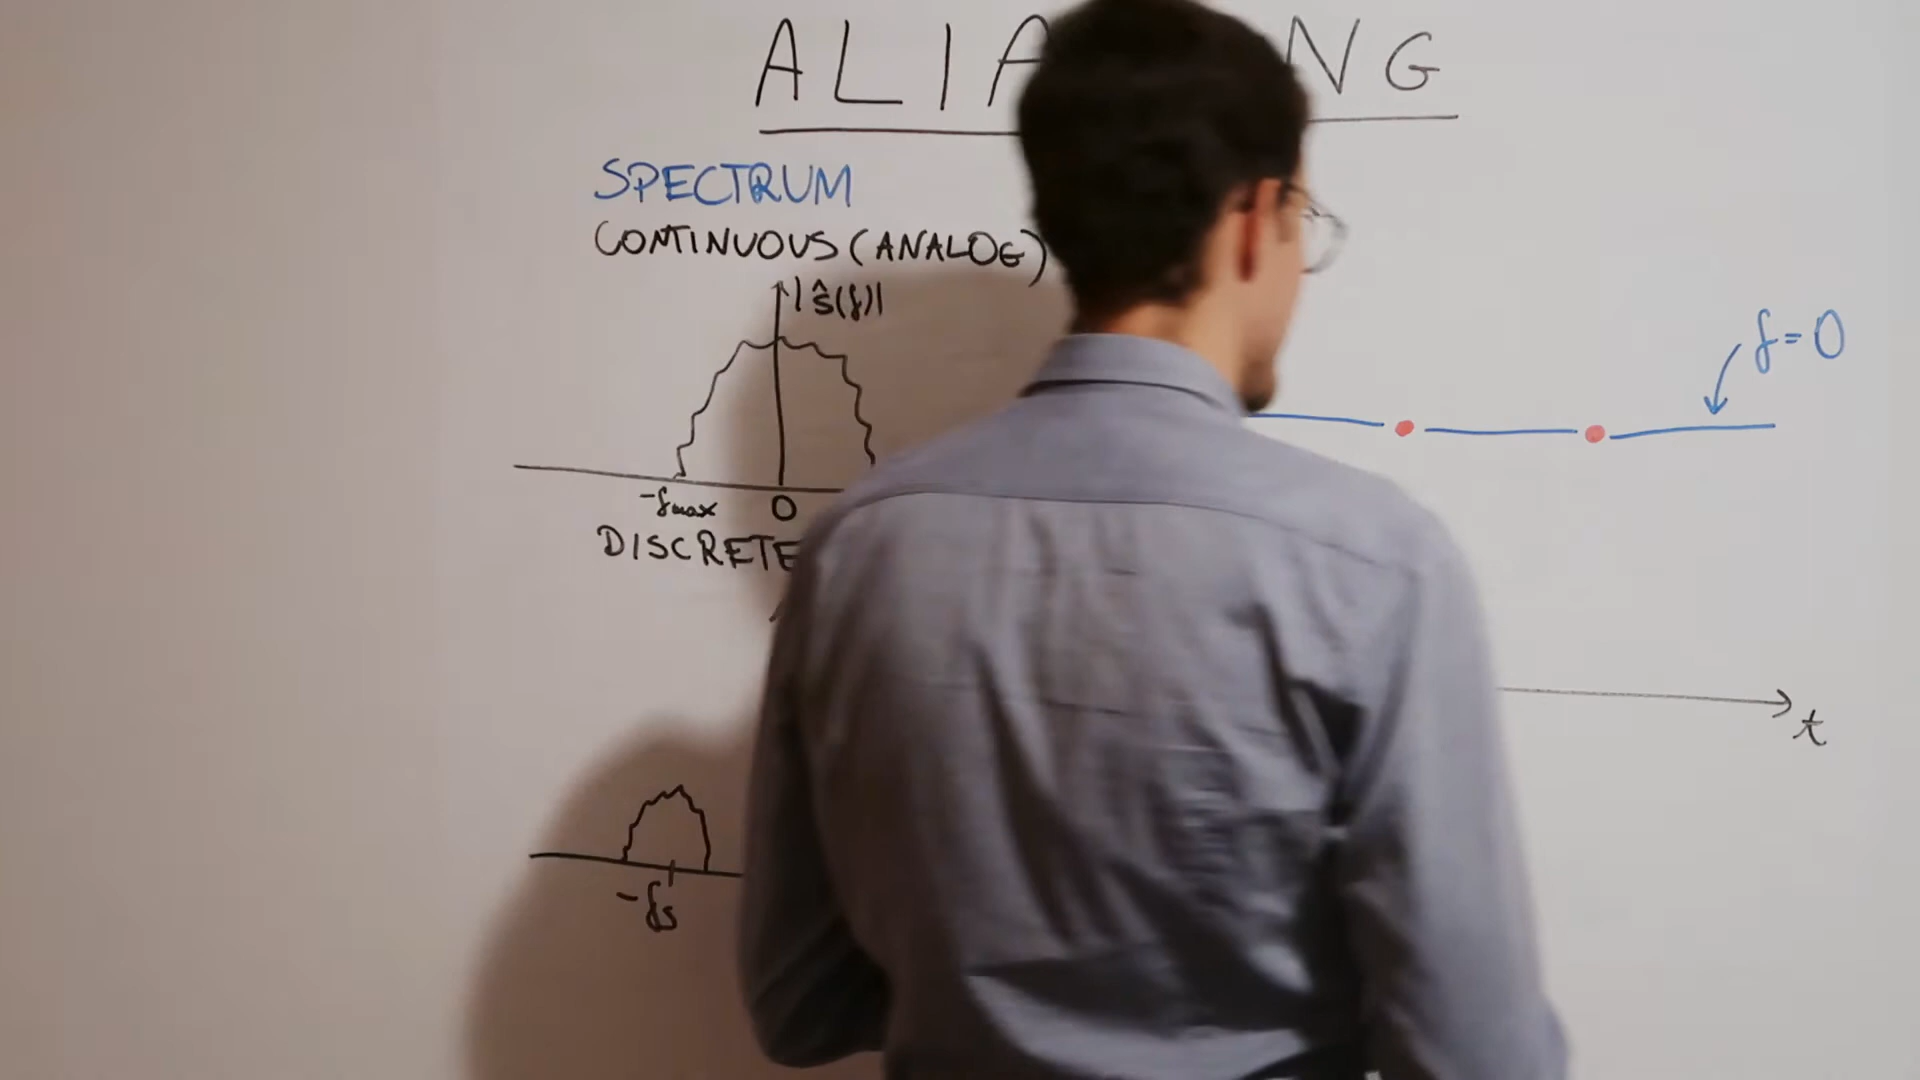 ALIA NG
SPECTRUM
CONTINUOUS (ANALOG)
|ŝ(f)|
f=0
-fmax 0
DISCRETE
t
-fs